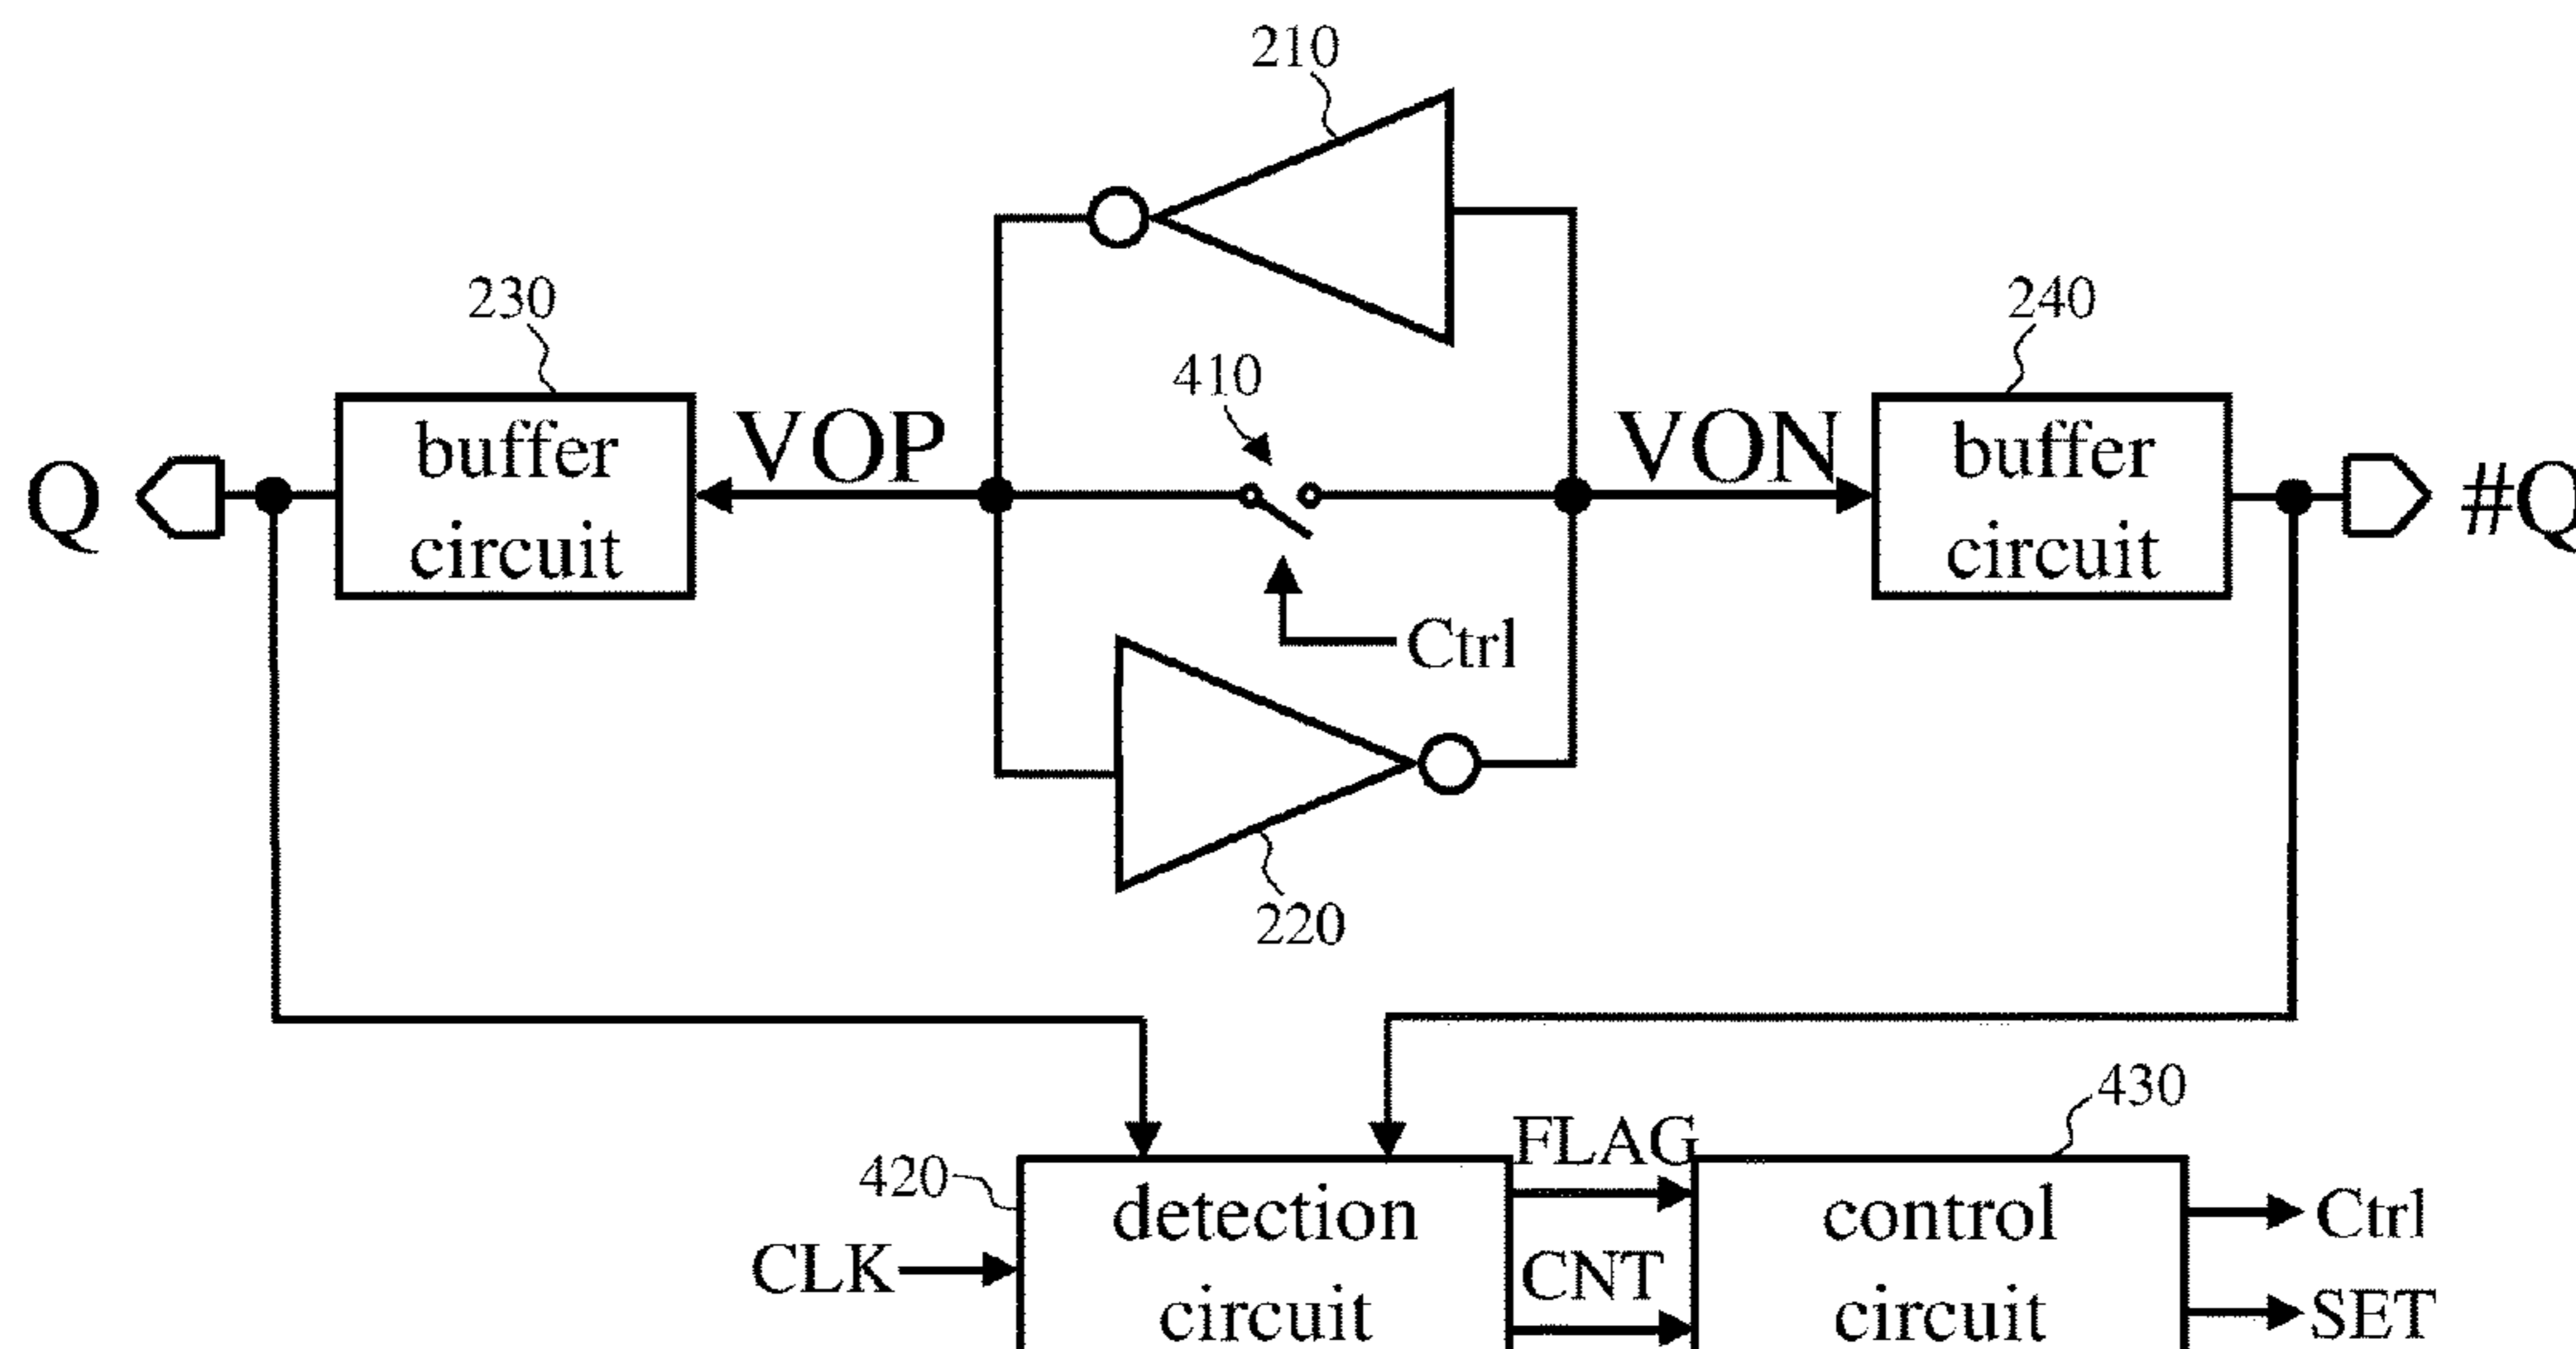 210
230
240
410
Q
buffer
circuit
VOP
VON
buffer
circuit
#Q
Ctrl
220
430
FLAG
420
detection
circuit
control
circuit
Ctrl
CLK
CNT
SET